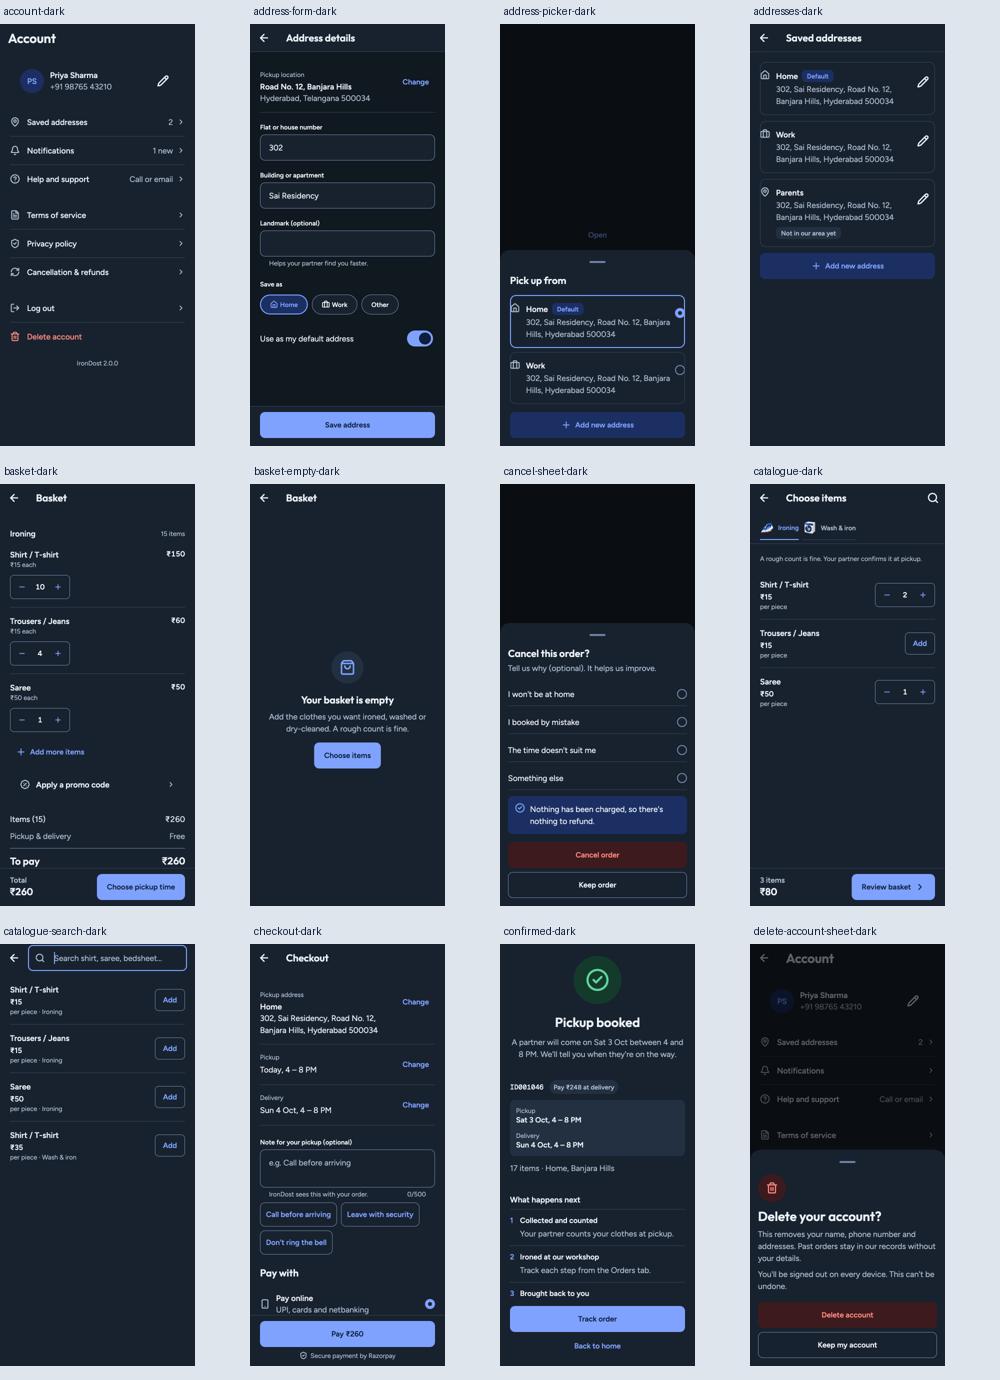 account-dark
Account
PS
Priya Sharma
+91 98765 43210
Saved addresses
2
Notifications
1 new
Help and support
Call or email
Terms of service
Privacy policy
Cancellation & refunds
Log out
Delete account
IronDost 2.0.0
address-form-dark
Address details
Pickup location
Road No. 12, Banjara Hills
Hyderabad, Telangana 500034
Change
Flat or house number
302
Building or apartment
Sai Residency
Landmark (optional)
Helps your partner find you faster.
Save as
Home
Work
Other
Use as my default address
Save address
address-picker-dark
Open
Pick up from
Home
Default
302, Sai Residency, Road No. 12, Banjara
Hills, Hyderabad 500034
Work
302, Sai Residency, Road No. 12, Banjara
Hills, Hyderabad 500034
Add new address
addresses-dark
Saved addresses
Home
Default
302, Sai Residency, Road No. 12,
Banjara Hills, Hyderabad 500034
Work
302, Sai Residency, Road No. 12,
Banjara Hills, Hyderabad 500034
Parents
302, Sai Residency, Road No. 12,
Banjara Hills, Hyderabad 500034
Not in our area yet
Add new address
basket-dark
Basket
Ironing
15 items
Shirt / T-shirt
₹150
₹15 each
− 10 +
Trousers / Jeans
₹60
₹15 each
− 4 +
Saree
₹50
₹50 each
− 1 +
+ Add more items
Apply a promo code
Items (15)
₹260
Pickup & delivery
Free
To pay
₹260
Total
₹260
Choose pickup time
basket-empty-dark
Basket
Your basket is empty
Add the clothes you want ironed, washed or
dry-cleaned. A rough count is fine.
Choose items
cancel-sheet-dark
Cancel this order?
Tell us why (optional). It helps us improve.
I won't be at home
I booked by mistake
The time doesn't suit me
Something else
Nothing has been charged, so there's
nothing to refund.
Cancel order
Keep order
catalogue-dark
Choose items
Ironing
Wash & iron
A rough count is fine. Your partner confirms it at pickup.
Shirt / T-shirt
₹15
per piece
− 2 +
Trousers / Jeans
₹15
per piece
Add
Saree
₹50
per piece
− 1 +
3 items
₹80
Review basket
catalogue-search-dark
Search shirt, saree, bedsheet…
Shirt / T-shirt
₹15
per piece · Ironing
Add
Trousers / Jeans
₹15
per piece · Ironing
Add
Saree
₹50
per piece · Ironing
Add
Shirt / T-shirt
₹35
per piece · Wash & iron
Add
checkout-dark
Checkout
Pickup address
Home
302, Sai Residency, Road No. 12,
Banjara Hills, Hyderabad 500034
Change
Pickup
Today, 4 – 8 PM
Change
Delivery
Sun 4 Oct, 4 – 8 PM
Change
Note for your pickup (optional)
e.g. Call before arriving
IronDost sees this with your order.
0/500
Call before arriving
Leave with security
Don't ring the bell
Pay with
Pay online
UPI, cards and netbanking
Pay ₹260
Secure payment by Razorpay
confirmed-dark
Pickup booked
A partner will come on Sat 3 Oct between 4 and
8 PM. We'll tell you when they're on the way.
ID001046
Pay ₹248 at delivery
Pickup
Sat 3 Oct, 4 – 8 PM
Delivery
Sun 4 Oct, 4 – 8 PM
17 items · Home, Banjara Hills
What happens next
1 Collected and counted
Your partner counts your clothes at pickup.
2 Ironed at our workshop
Track each step from the Orders tab.
3 Brought back to you
Track order
Back to home
delete-account-sheet-dark
Account
PS
Priya Sharma
+91 98765 43210
Saved addresses
2
Notifications
Help and support
Call or email
Terms of service
Delete your account?
This removes your name, phone number and
addresses. Past orders stay in our records without
your details.
You'll be signed out on every device. This can't be
undone.
Delete account
Keep my account